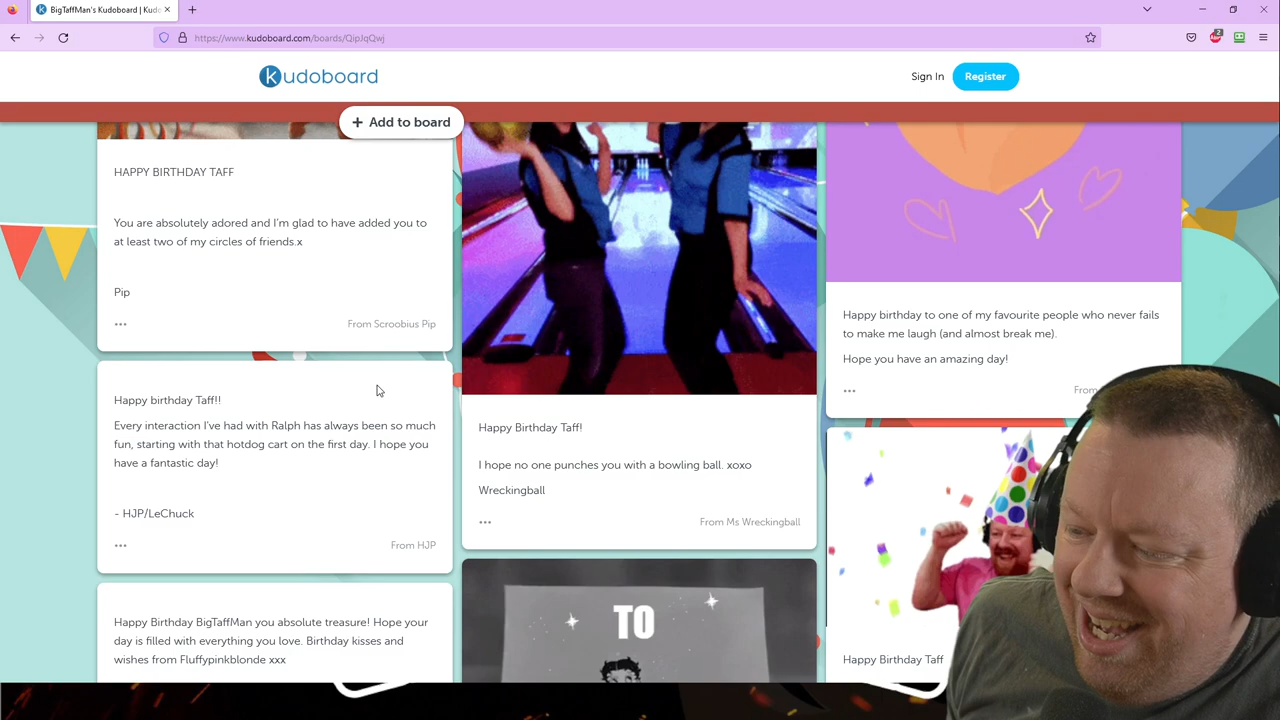 BigTaffMan's Kudoboard | Kudo
https://www.kudoboard.com/boards/QipJqQwj
2
kudoboard
Sign In
Register
+ Add to board
HAPPY BIRTHDAY TAFF
You are absolutely adored and I'm glad to have added you to
at least two of my circles of friends.x
Pip
From Scroobius Pip
Happy birthday Taff!!
Every interaction I've had with Ralph has always been so much
fun, starting with that hotdog cart on the first day. I hope you
have a fantastic day!
- HJP/LeChuck
From HJP
Happy Birthday BigTaffMan you absolute treasure! Hope your
day is filled with everything you love. Birthday kisses and
wishes from Fluffypinkblonde xxx
Happy Birthday Taff!
I hope no one punches you with a bowling ball. xoxo
Wreckingball
From Ms Wreckingball
TO
Happy birthday to one of my favourite people who never fails
to make me laugh (and almost break me).
Hope you have an amazing day!
From
Happy Birthday Taff